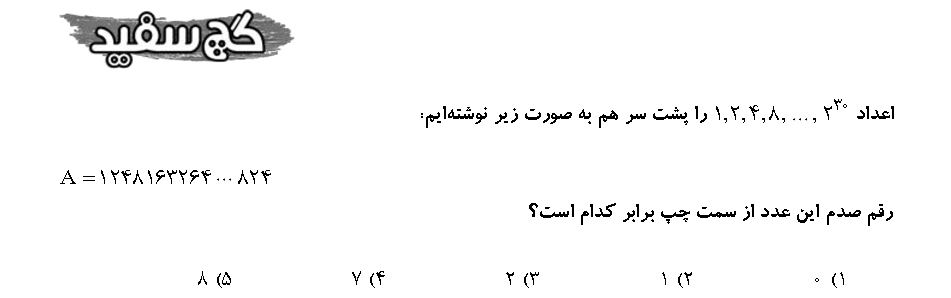 گچ سفید
اعداد ۱,۲,۴,۸,...,۲^۳۰ را پشت سر هم به صورت زیر نوشته‌ایم:
A = ۱۲۴۸۱۶۳۲۶۴...۸۲۴
رقم صدم این عدد از سمت چپ برابر کدام است؟
۱) ۰ ۲) ۱ ۳) ۲ ۴) ۷ ۵) ۸